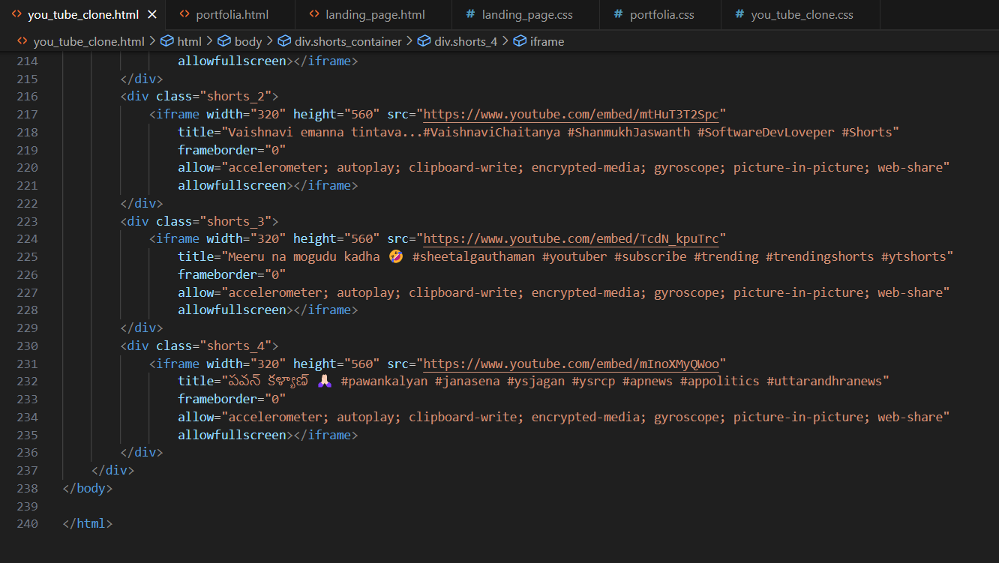 you_tube_clone.html portfolia.html landing_page.html # landing_page.css # portfolia.css # you_tube_clone.css
you_tube_clone.html > html > body > div.shorts_container > div.shorts_4 > iframe
214 allowfullscreen></iframe>
215 </div>
216 <div class="shorts_2">
217 <iframe width="320" height="560" src="https://www.youtube.com/embed/mtHuT3T2Spc"
218 title="Vaishnavi emanna tintava...#VaishnaviChaitanya #ShanmukhJaswanth #SoftwareDevLoveper #Shorts"
219 frameborder="0"
220 allow="accelerometer; autoplay; clipboard-write; encrypted-media; gyroscope; picture-in-picture; web-share"
221 allowfullscreen></iframe>
222 </div>
223 <div class="shorts_3">
224 <iframe width="320" height="560" src="https://www.youtube.com/embed/TcdN_kpuTrc"
225 title="Meeru na mogudu kadha 🤣 #sheetalgauthaman #youtuber #subscribe #trending #trendingshorts #ytshorts"
226 frameborder="0"
227 allow="accelerometer; autoplay; clipboard-write; encrypted-media; gyroscope; picture-in-picture; web-share"
228 allowfullscreen></iframe>
229 </div>
230 <div class="shorts_4">
231 <iframe width="320" height="560" src="https://www.youtube.com/embed/mInoXMyQWoo"
232 title="పవన్ కళ్యాణ్ 🙏🏻 #pawankalyan #janasena #ysjagan #ysrcp #apnews #appolitics #uttarandhranews"
233 frameborder="0"
234 allow="accelerometer; autoplay; clipboard-write; encrypted-media; gyroscope; picture-in-picture; web-share"
235 allowfullscreen></iframe>
236 </div>
237 </div>
238 </body>
239
240 </html>